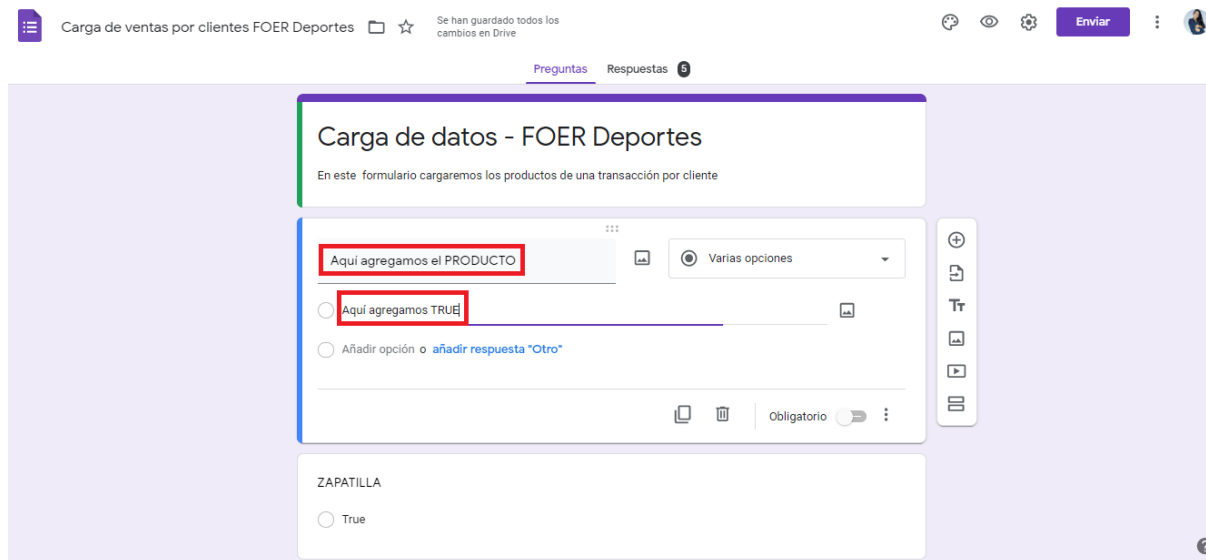 Carga de ventas por clientes FOER Deportes
Se han guardado todos los
cambios en Drive
Enviar
Preguntas Respuestas 5
Carga de datos - FOER Deportes
En este formulario cargaremos los productos de una transacción por cliente
Aquí agregamos el PRODUCTO
Varias opciones
Aquí agregamos TRUE
Añadir opción o añadir respuesta "Otro"
Obligatorio
ZAPATILLA
True